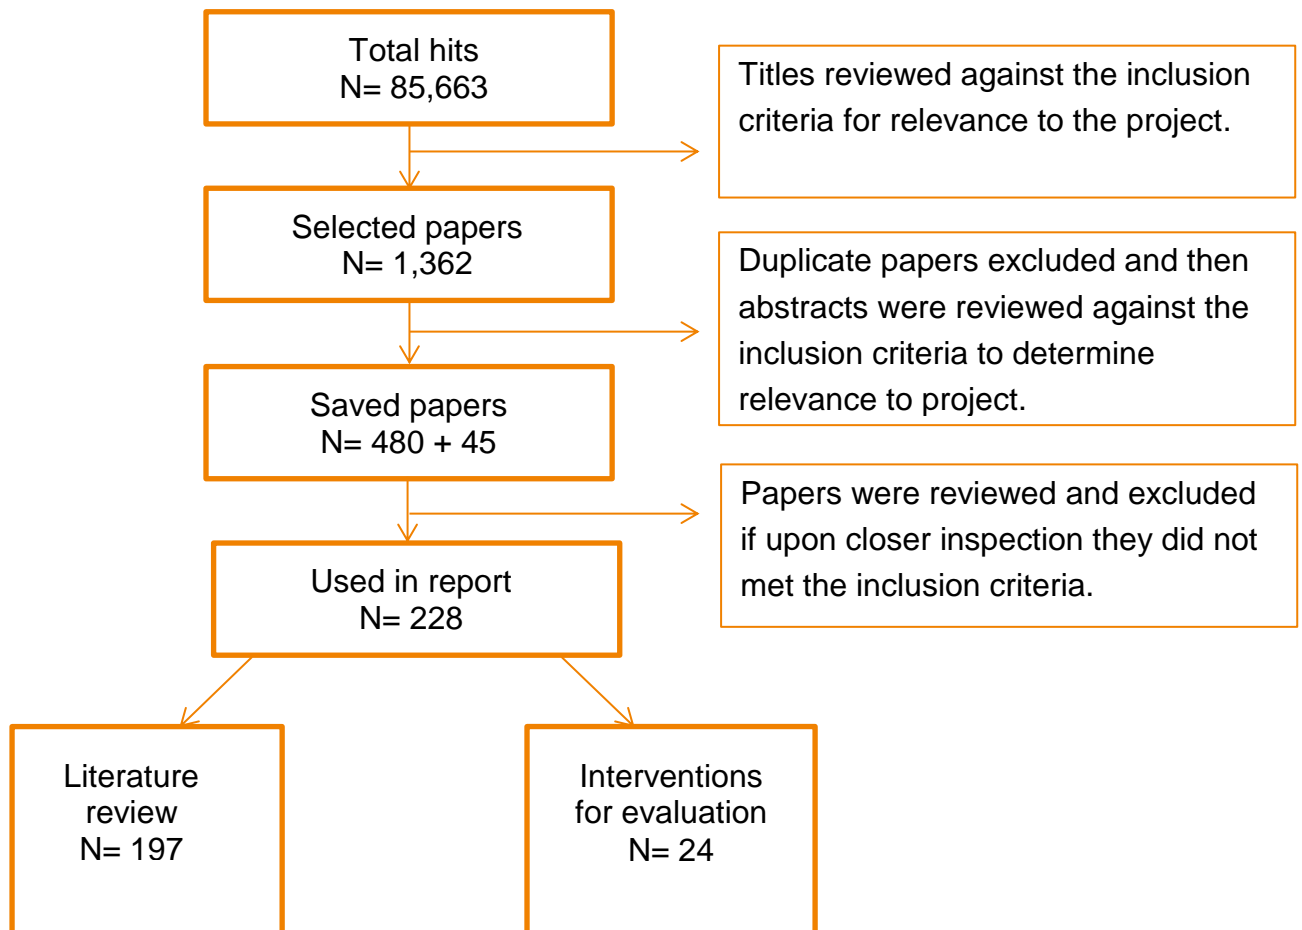 Total hits
N= 85,663
Titles reviewed against the inclusion
criteria for relevance to the project.
Selected papers
N= 1,362
Duplicate papers excluded and then
abstracts were reviewed against the
inclusion criteria to determine
relevance to project.
Saved papers
N= 480 + 45
Papers were reviewed and excluded
if upon closer inspection they did not
met the inclusion criteria.
Used in report
N= 228
Literature
review
N= 197
Interventions
for evaluation
N= 24